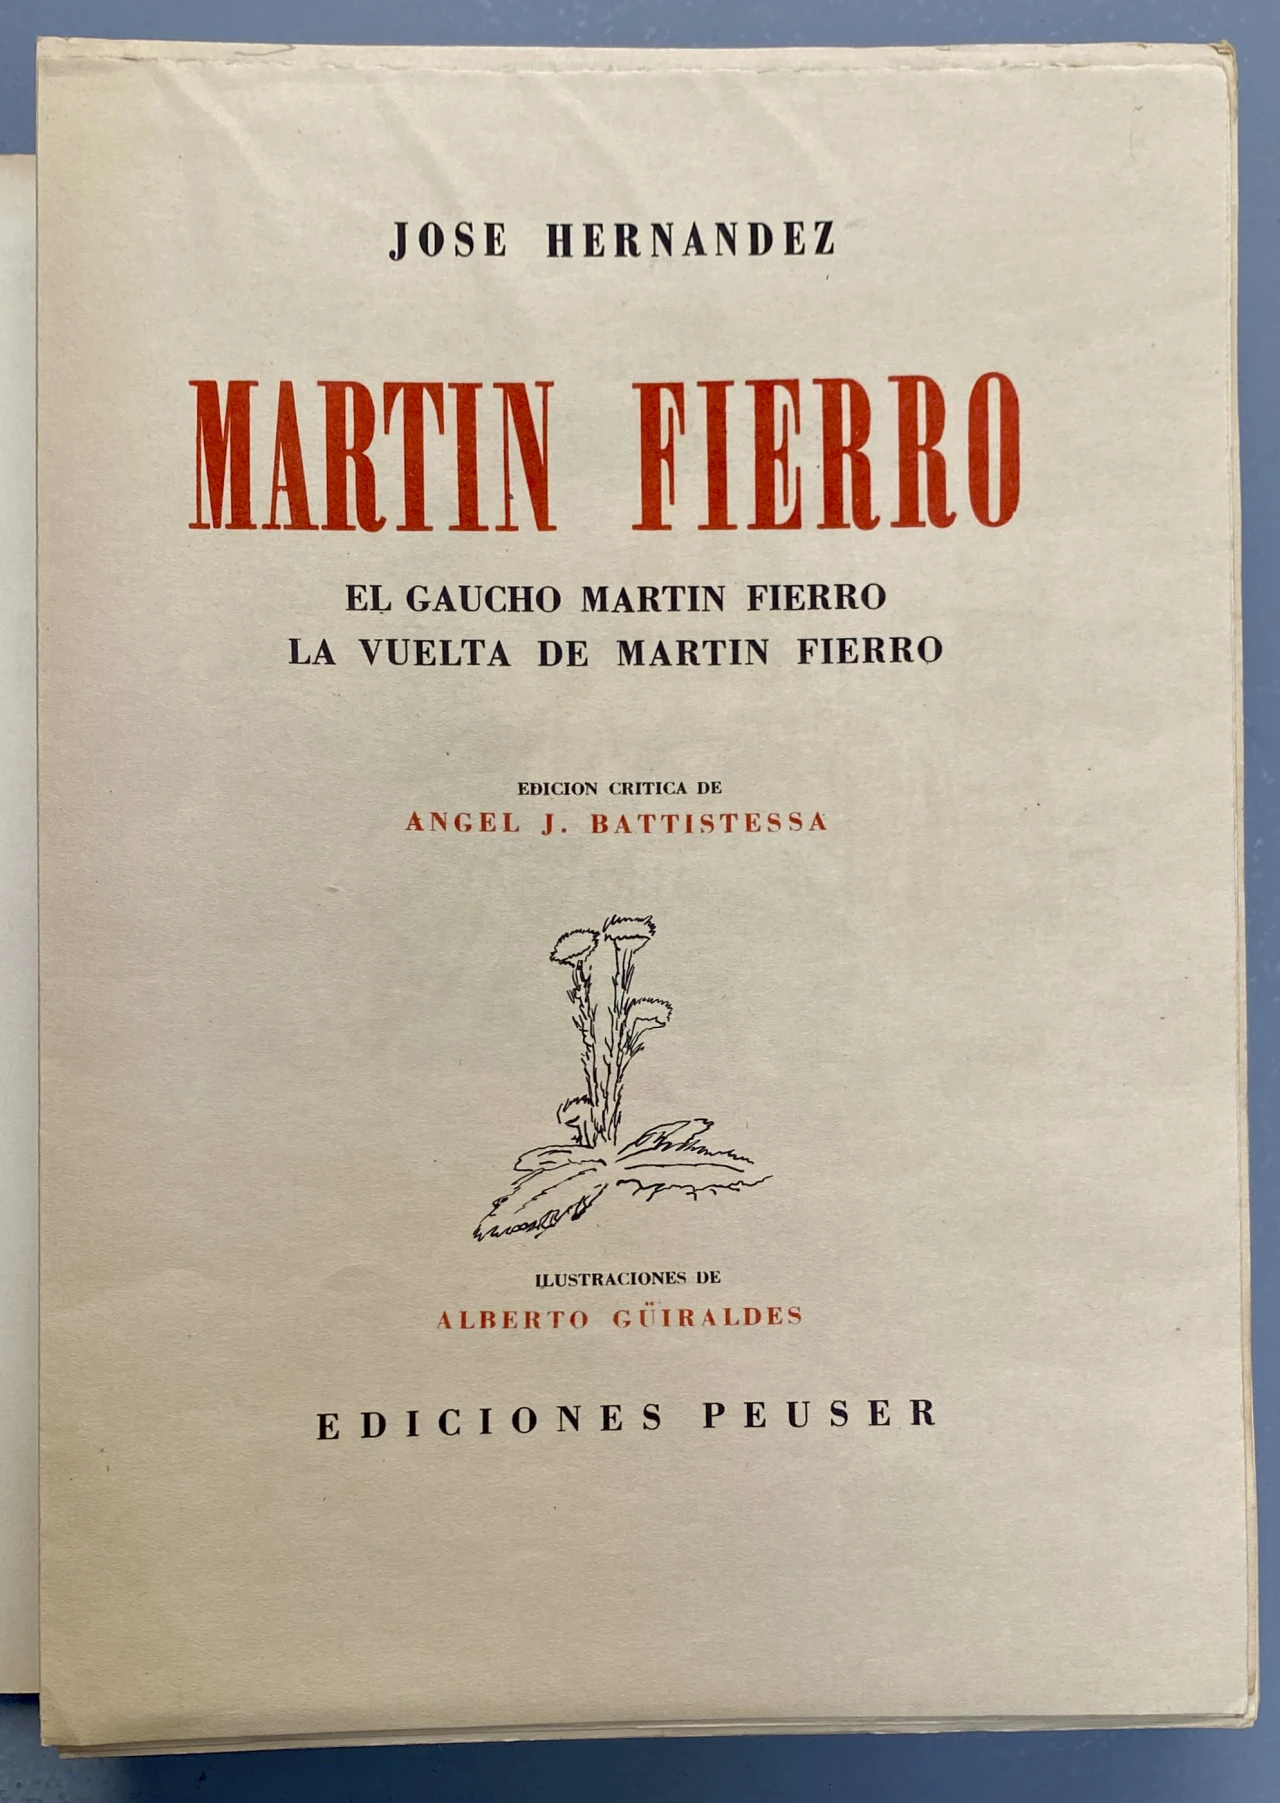 JOSE HERNANDEZ
MARTIN FIERRO
EL GAUCHO MARTIN FIERRO
LA VUELTA DE MARTIN FIERRO
EDICION CRITICA DE
ANGEL J. BATTISTESSA
ILUSTRACIONES DE
ALBERTO GÜIRALDES
EDICIONES PEUSER